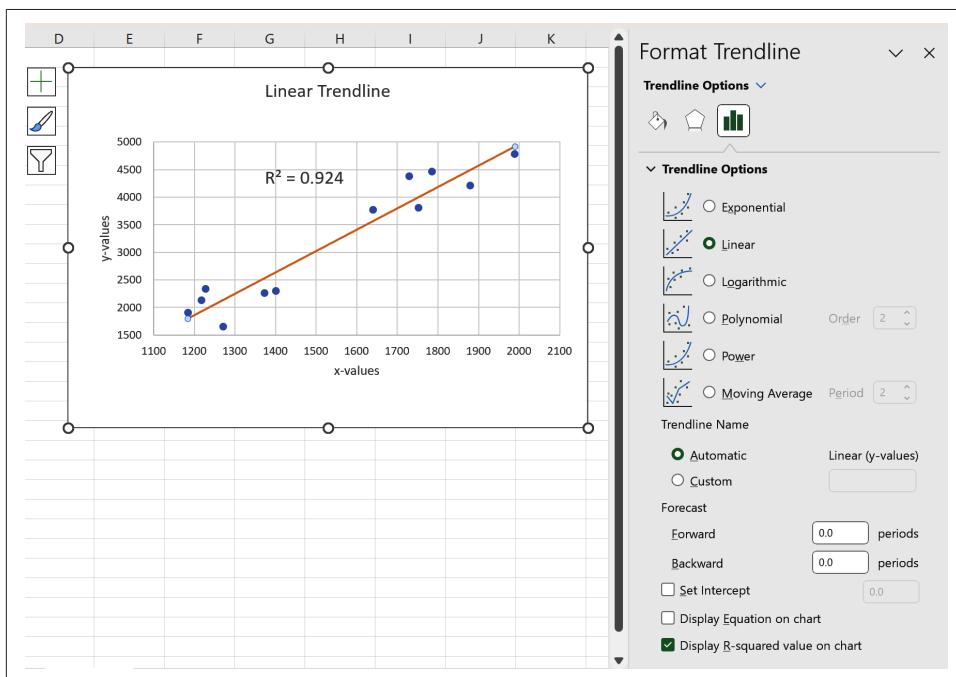 D E F G H I J K
Linear Trendline
R² = 0.924
5000
4500
4000
3500
3000
2500
2000
1500
y-values
1100 1200 1300 1400 1500 1600 1700 1800 1900 2000 2100
x-values
Format Trendline
Trendline Options
Trendline Options
Exponential
Linear
Logarithmic
Polynomial Order 2
Power
Moving Average Period 2
Trendline Name
Automatic Linear (y-values)
Custom
Forecast
Forward 0.0 periods
Backward 0.0 periods
Set Intercept 0.0
Display Equation on chart
Display R-squared value on chart